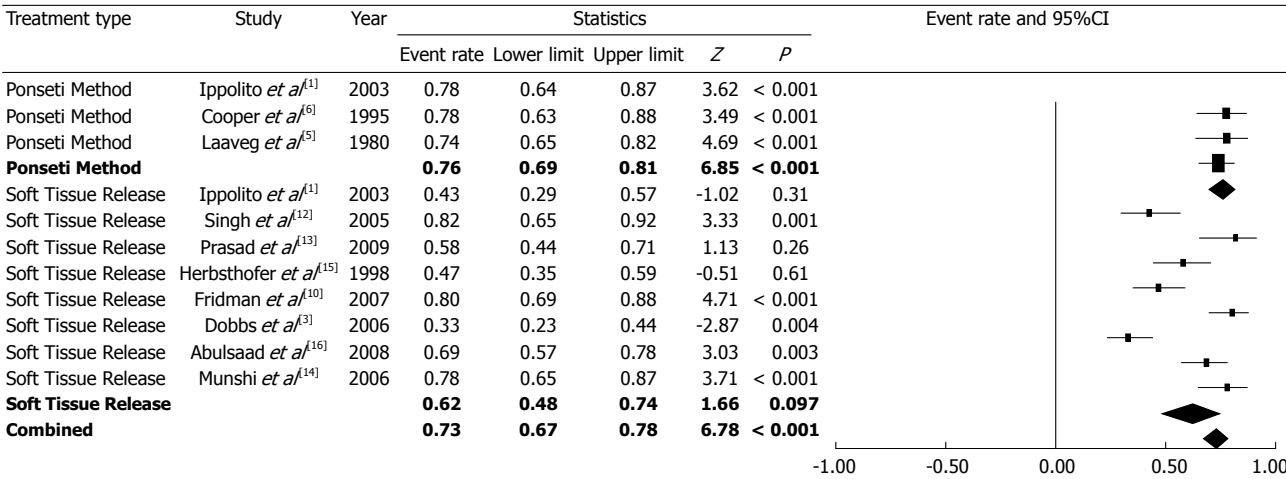 Treatment type Study Year Statistics Event rate and 95%CI
Event rate Lower limit Upper limit Z P
Ponseti Method Ippolito et al[1] 2003 0.78 0.64 0.87 3.62 < 0.001
Ponseti Method Cooper et al[6] 1995 0.78 0.63 0.88 3.49 < 0.001
Ponseti Method Laaveg et al[5] 1980 0.74 0.65 0.82 4.69 < 0.001
Ponseti Method 0.76 0.69 0.81 6.85 < 0.001
Soft Tissue Release Ippolito et al[1] 2003 0.43 0.29 0.57 -1.02 0.31
Soft Tissue Release Singh et al[12] 2005 0.82 0.65 0.92 3.33 0.001
Soft Tissue Release Prasad et al[13] 2009 0.58 0.44 0.71 1.13 0.26
Soft Tissue Release Herbsthofer et al[15] 1998 0.47 0.35 0.59 -0.51 0.61
Soft Tissue Release Fridman et al[10] 2007 0.80 0.69 0.88 4.71 < 0.001
Soft Tissue Release Dobbs et al[3] 2006 0.33 0.23 0.44 -2.87 0.004
Soft Tissue Release Abulsaad et al[16] 2008 0.69 0.57 0.78 3.03 0.003
Soft Tissue Release Munshi et al[14] 2006 0.78 0.65 0.87 3.71 < 0.001
Soft Tissue Release 0.62 0.48 0.74 1.66 0.097
Combined 0.73 0.67 0.78 6.78 < 0.001
-1.00 -0.50 0.00 0.50 1.00